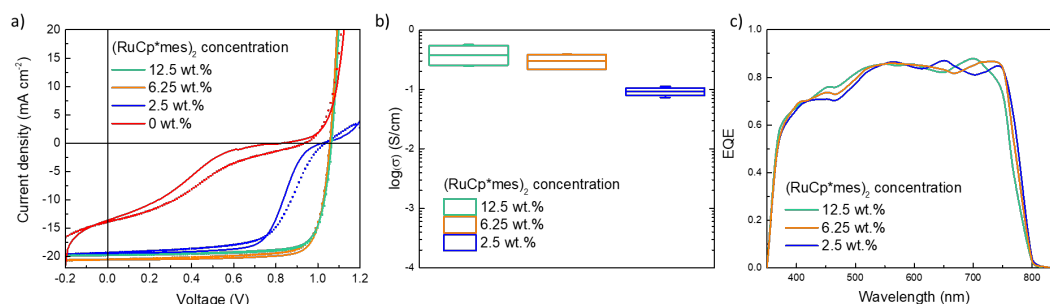 a)
20
15
10
5
0
-5
-10
-15
-20
Current density (mA cm⁻²)
(RuCp*mes)₂ concentration
12.5 wt.%
6.25 wt.%
2.5 wt.%
0 wt.%
-0.2 0.0 0.2 0.4 0.6 0.8 1.0 1.2
Voltage (V)
b)
0
-1
-2
-3
-4
log(σ) (S/cm)
(RuCp*mes)₂ concentration
12.5 wt.%
6.25 wt.%
2.5 wt.%
c)
1.0
0.8
0.6
0.4
0.2
0.0
EQE
(RuCp*mes)₂ concentration
12.5 wt.%
6.25 wt.%
2.5 wt.%
400 500 600 700 800
Wavelength (nm)